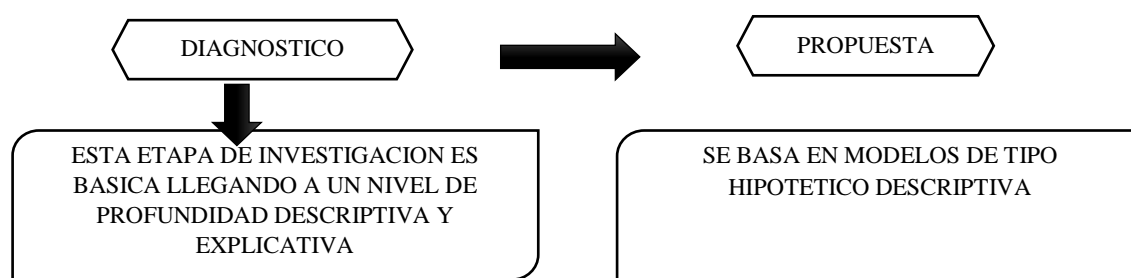 DIAGNOSTICO
PROPUESTA
ESTA ETAPA DE INVESTIGACION ES
BASICA LLEGANDO A UN NIVEL DE
PROFUNDIDAD DESCRIPTIVA Y
EXPLICATIVA
SE BASA EN MODELOS DE TIPO
HIPOTETICO DESCRIPTIVA